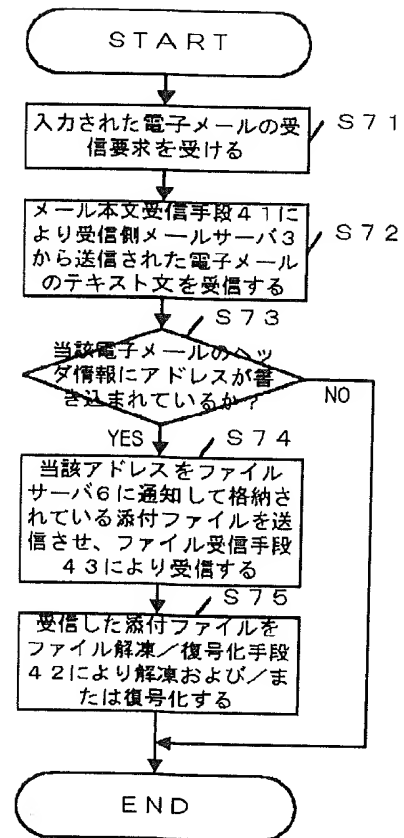 START
S71
入力された電子メールの受
信要求を受ける
S72
メール本文受信手段41に
より受信側メールサーバ3
から送信された電子メール
のテキスト文を受信する
S73
当該電子メールのヘッ
ダ情報にアドレスが書
き込まれているか?
NO
YES
S74
当該アドレスをファイル
サーバ6に通知して格納さ
れている添付ファイルを送
信させ、ファイル受信手段
43により受信する
S75
受信した添付ファイルを
ファイル解凍/復号化手段
42により解凍および/ま
たは復号化する
END